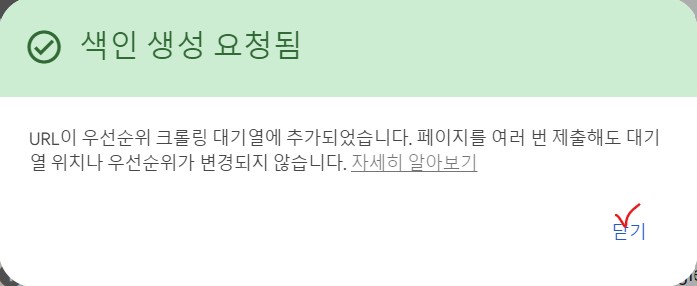 색인 생성 요청됨
URL이 우선순위 크롤링 대기열에 추가되었습니다. 페이지를 여러 번 제출해도 대기
열 위치나 우선순위가 변경되지 않습니다. 자세히 알아보기
닫기